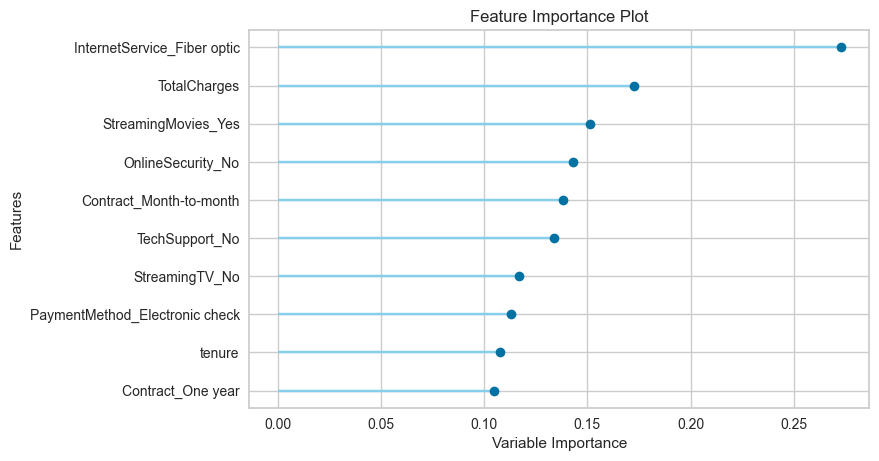 Feature Importance Plot
Features
InternetService_Fiber optic
TotalCharges
StreamingMovies_Yes
OnlineSecurity_No
Contract_Month-to-month
TechSupport_No
StreamingTV_No
PaymentMethod_Electronic check
tenure
Contract_One year
0.00 0.05 0.10 0.15 0.20 0.25
Variable Importance